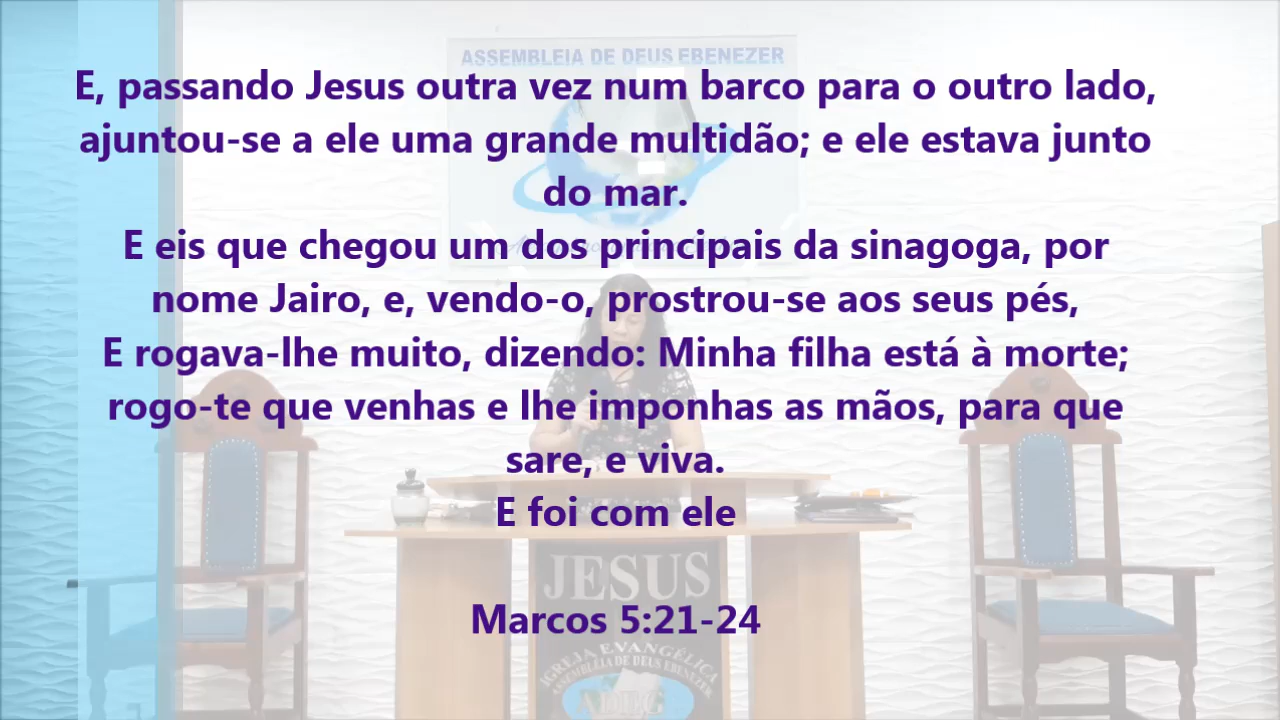 ASSEMBLEIA DE DEUS EBENEZER
E, passando Jesus outra vez num barco para o outro lado,
ajuntou-se a ele uma grande multidão; e ele estava junto
do mar.
E eis que chegou um dos principais da sinagoga, por
nome Jairo, e, vendo-o, prostrou-se aos seus pés,
E rogava-lhe muito, dizendo: Minha filha está à morte;
rogo-te que venhas e lhe imponhas as mãos, para que
sare, e viva.
E foi com ele
JESUS
Marcos 5:21-24
IGREJA EVANGÉLICA
ASSEMBLEIA DE DEUS EBENEZER